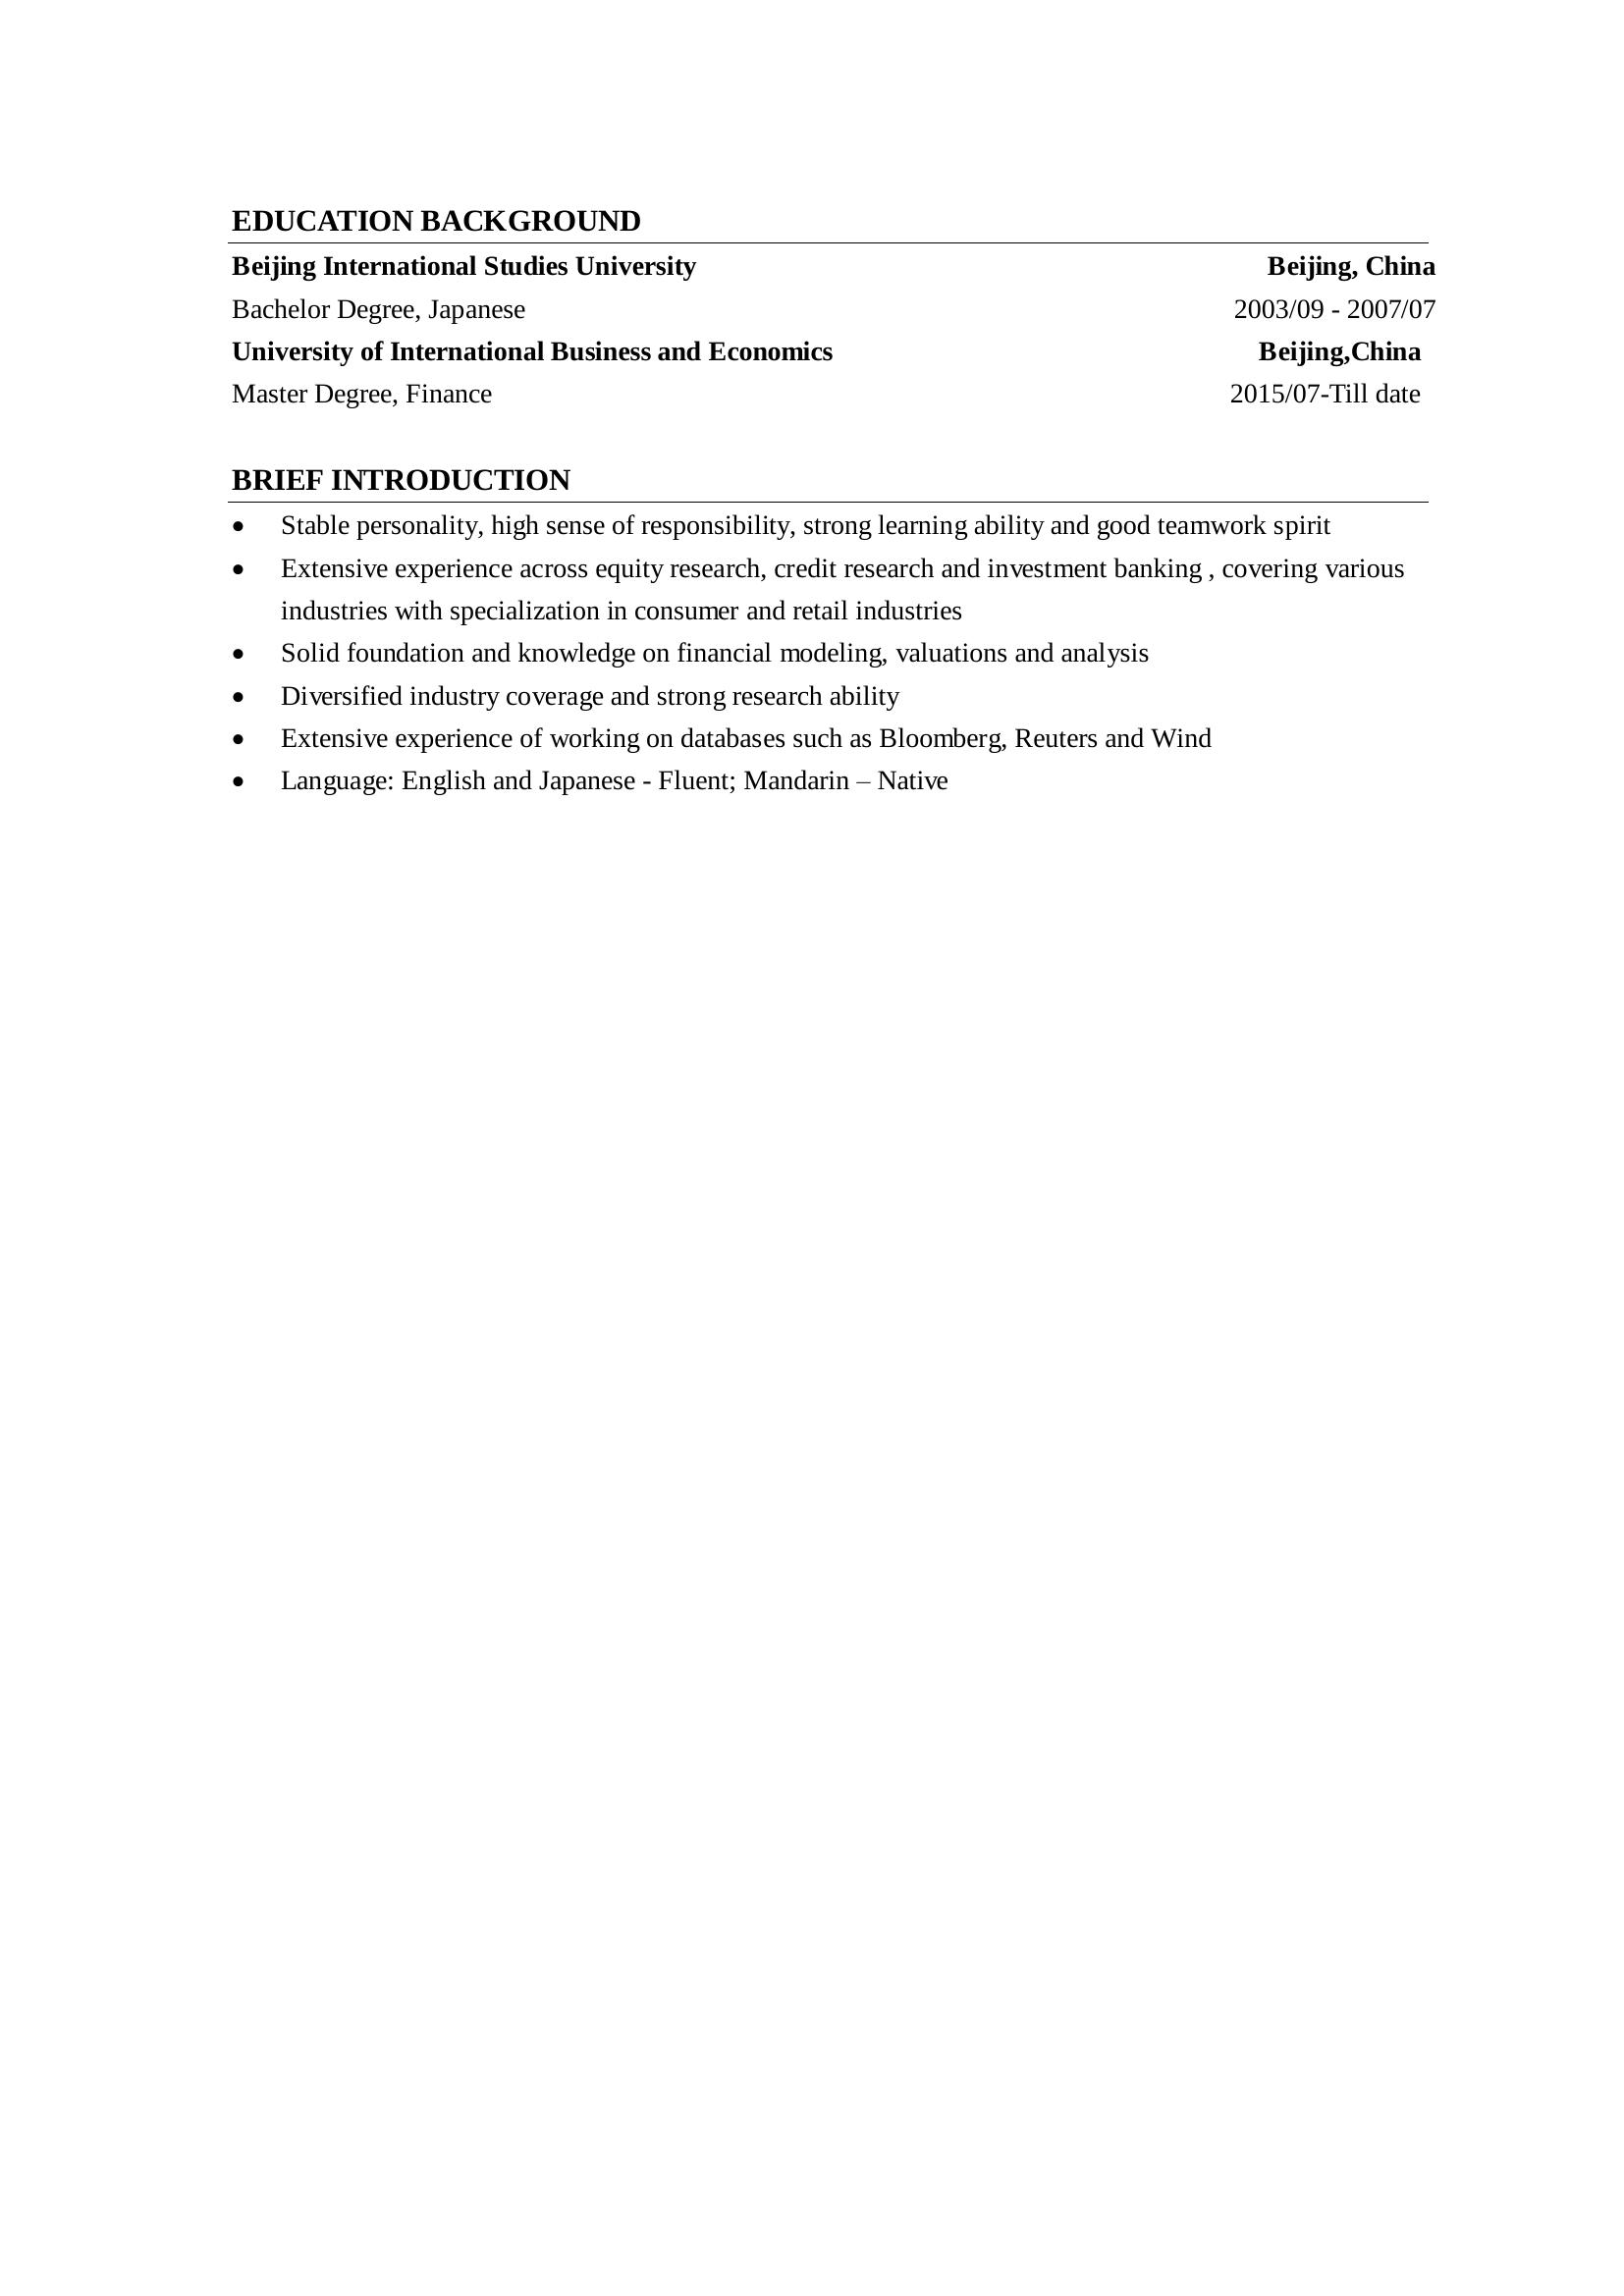 EDUCATION BACKGROUND
Beijing International Studies University Beijing, China
Bachelor Degree, Japanese 2003/09 - 2007/07
University of International Business and Economics Beijing,China
Master Degree, Finance 2015/07-Till date
BRIEF INTRODUCTION
• Stable personality, high sense of responsibility, strong learning ability and good teamwork spirit
• Extensive experience across equity research, credit research and investment banking , covering various
industries with specialization in consumer and retail industries
• Solid foundation and knowledge on financial modeling, valuations and analysis
• Diversified industry coverage and strong research ability
• Extensive experience of working on databases such as Bloomberg, Reuters and Wind
• Language: English and Japanese - Fluent; Mandarin – Native